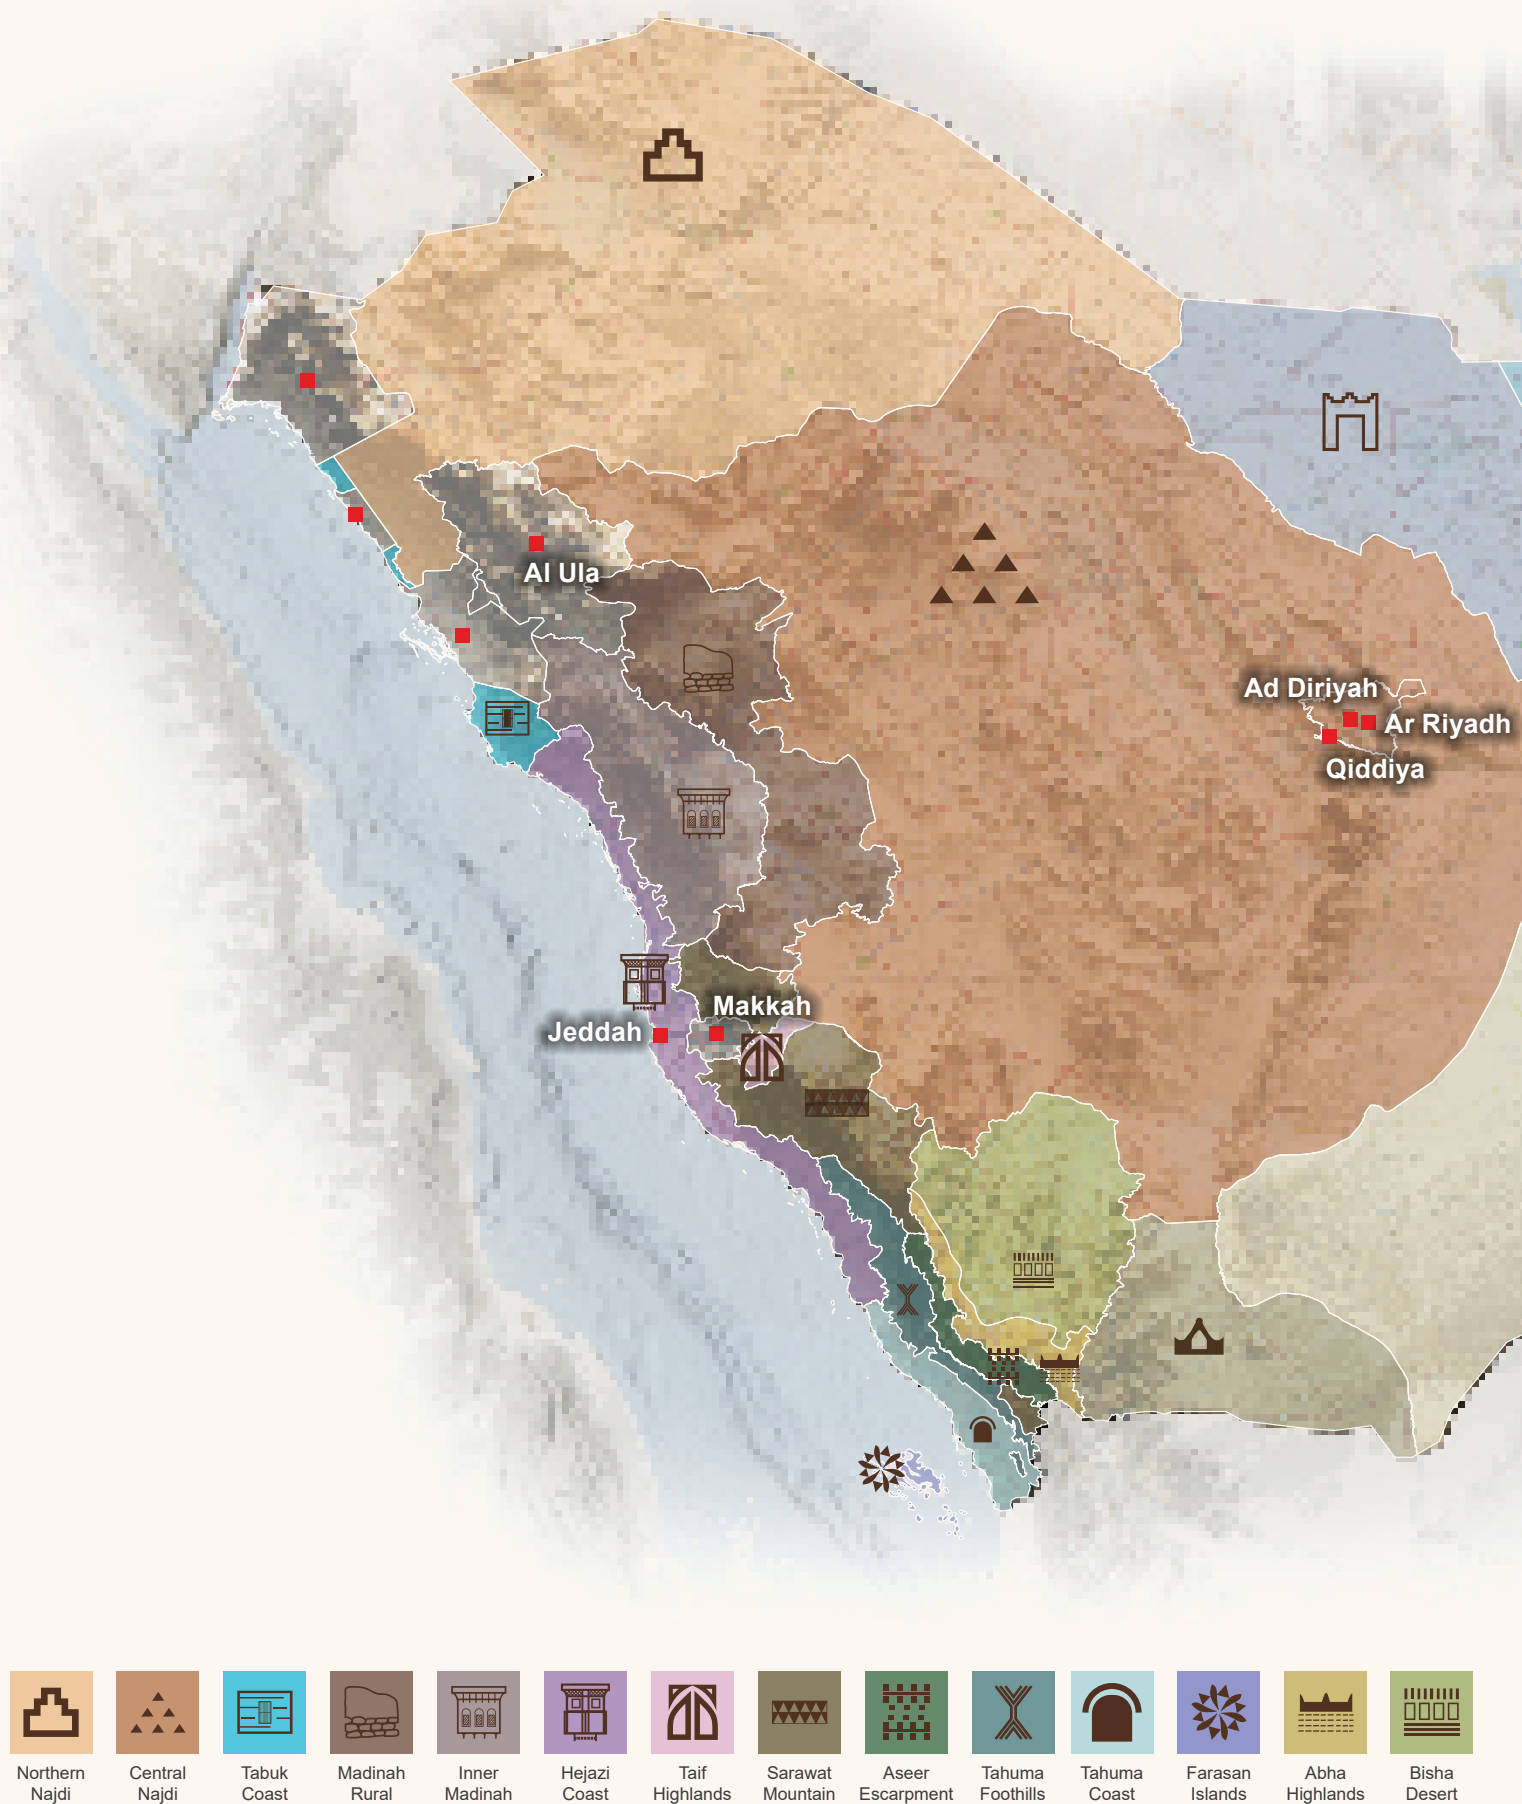 Al Ula
Ad Diriyah
Ar Riyadh
Qiddiya
Makkah
Jeddah
Northern
Najdi
Central
Najdi
Tabuk
Coast
Madinah
Rural
Inner
Madinah
Hejazi
Coast
Taif
Highlands
Sarawat
Mountain
Aseer
Escarpment
Tahuma
Foothills
Tahuma
Coast
Farasan
Islands
Abha
Highlands
Bisha
Desert